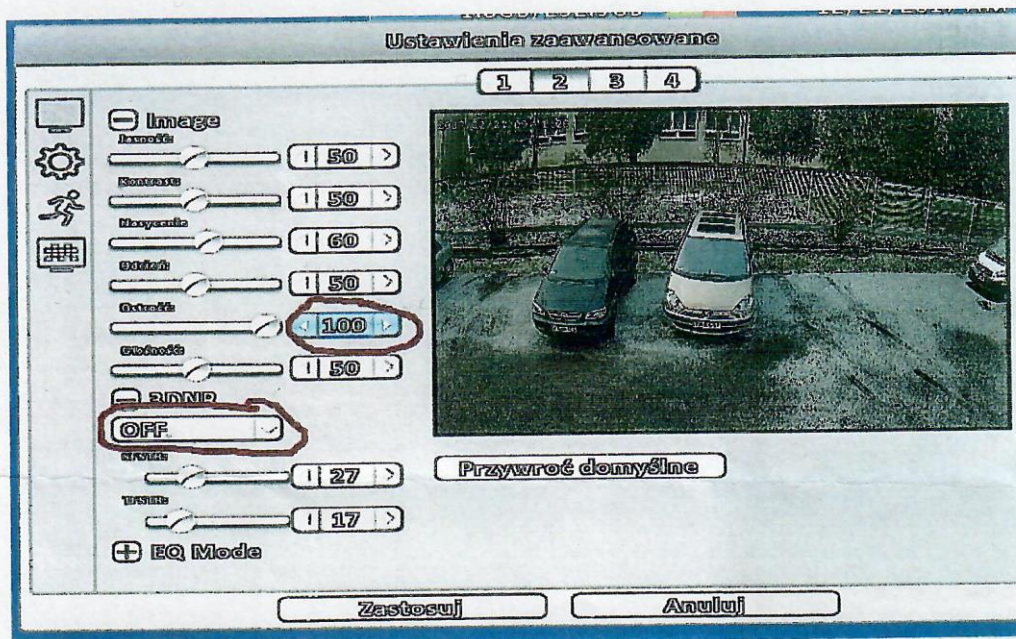 Ustawienia zaawansowane
1 2 3 4
Image
Jasność:
50
Kontrast:
50
Nasycenie:
60
Odcień:
50
Ostrość:
100
Głośność:
50
3DNR
OFF
27
17
EQ Mode
Przywroć domyślne
Zastosuj
Anuluj